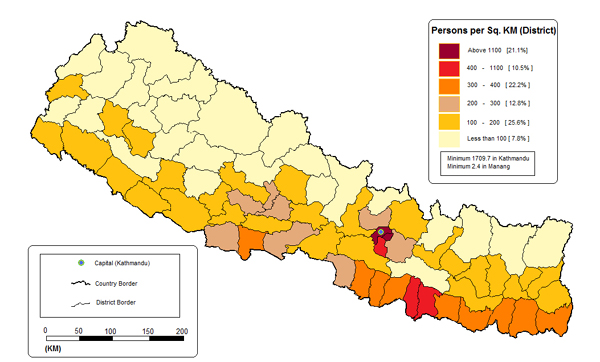 Persons per Sq. KM (District)
Above 1100 [21.1%]
400 - 1100 [10.5%]
300 - 400 [22.2%]
200 - 300 [12.8%]
100 - 200 [25.6%]
Less than 100 [7.8%]
Minimum 1709.7 in Kathmandu
Minimum 2.4 in Manang
Capital (Kathmandu)
Country Border
District Border
0 50 100 150 200
(KM)